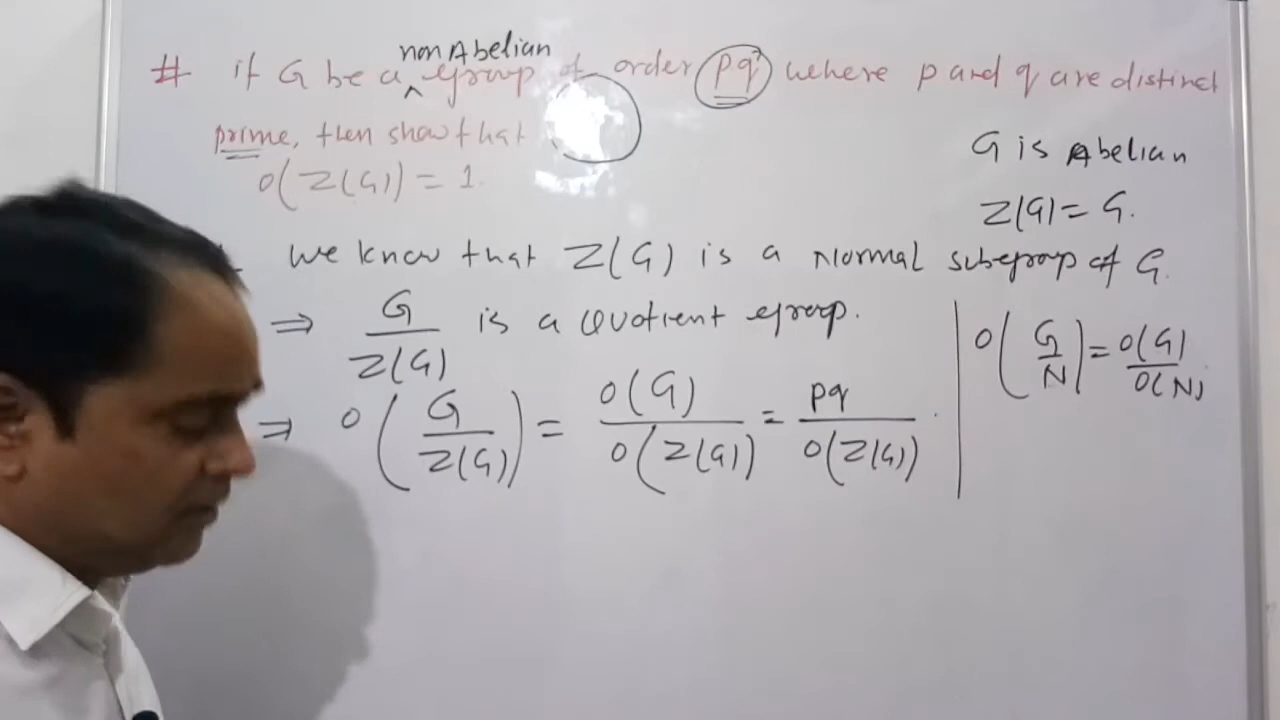 # if G be a non Abelian group of order pq where p and q are distinct
prime, then show that
o(Z(G)) = 1.
G is Abelian
Z(G) = G.
We know that Z(G) is a Normal subgroup of G.
⇒ G/Z(G) is a Quotient group.
o(G/N) = o(G)/o(N)
⇒ o(G/Z(G)) = o(G)/o(Z(G)) = pq/o(Z(G)).